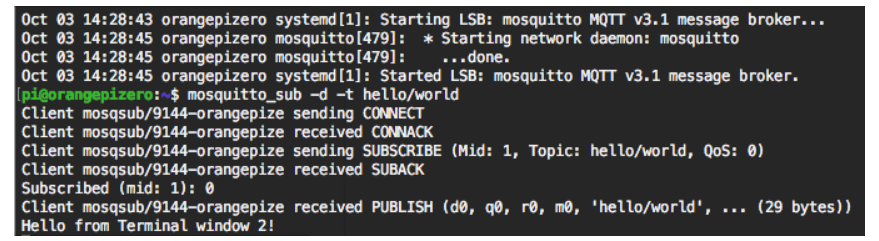 Oct 03 14:28:43 orangepizero systemd[1]: Starting LSB: mosquitto MQTT v3.1 message broker...
Oct 03 14:28:45 orangepizero mosquitto[479]:  * Starting network daemon: mosquitto
Oct 03 14:28:45 orangepizero mosquitto[479]:    ...done.
Oct 03 14:28:45 orangepizero systemd[1]: Started LSB: mosquitto MQTT v3.1 message broker.
[pi@orangepizero:~$ mosquitto_sub -d -t hello/world
Client mosqsub/9144-orangepize sending CONNECT
Client mosqsub/9144-orangepize received CONNACK
Client mosqsub/9144-orangepize sending SUBSCRIBE (Mid: 1, Topic: hello/world, QoS: 0)
Client mosqsub/9144-orangepize received SUBACK
Subscribed (mid: 1): 0
Client mosqsub/9144-orangepize received PUBLISH (d0, q0, r0, m0, 'hello/world', ... (29 bytes))
Hello from Terminal window 2!